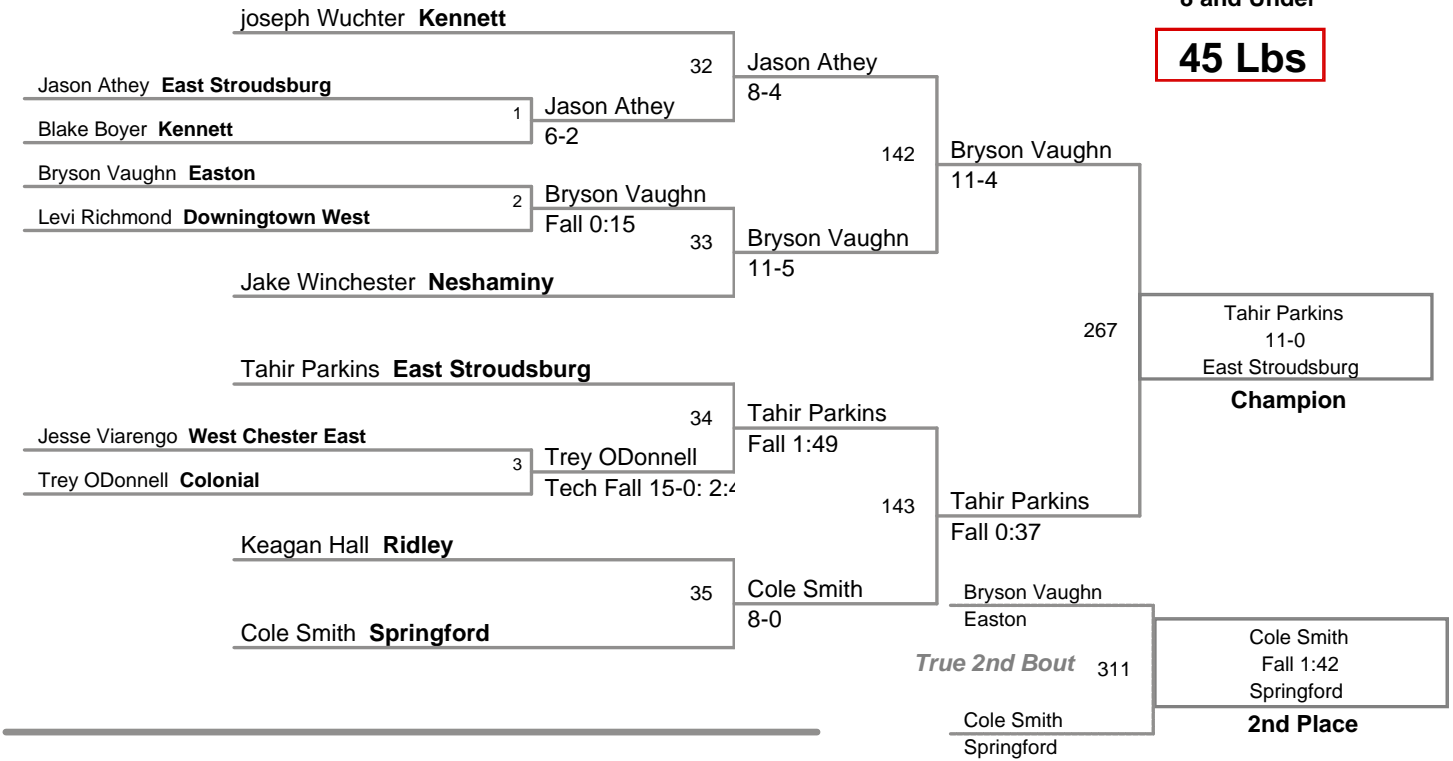 8 and Under
45 Lbs
joseph Wuchter Kennett
32
Jason Athey
8-4
Jason Athey East Stroudsburg
1
Jason Athey
6-2
Blake Boyer Kennett
142
Bryson Vaughn
11-4
Bryson Vaughn Easton
2
Bryson Vaughn
Fall 0:15
Levi Richmond Downingtown West
33
Bryson Vaughn
11-5
Jake Winchester Neshaminy
267
Tahir Parkins
11-0
East Stroudsburg
Champion
Tahir Parkins East Stroudsburg
34
Tahir Parkins
Fall 1:49
Jesse Viarengo West Chester East
3
Trey ODonnell
Tech Fall 15-0:
Trey ODonnell Colonial
143
Tahir Parkins
Fall 0:37
Keagan Hall Ridley
35
Cole Smith
8-0
Cole Smith Springford
Bryson Vaughn
Easton
True 2nd Bout 311
Cole Smith
Fall 1:42
Springford
2nd Place
Cole Smith
Springford